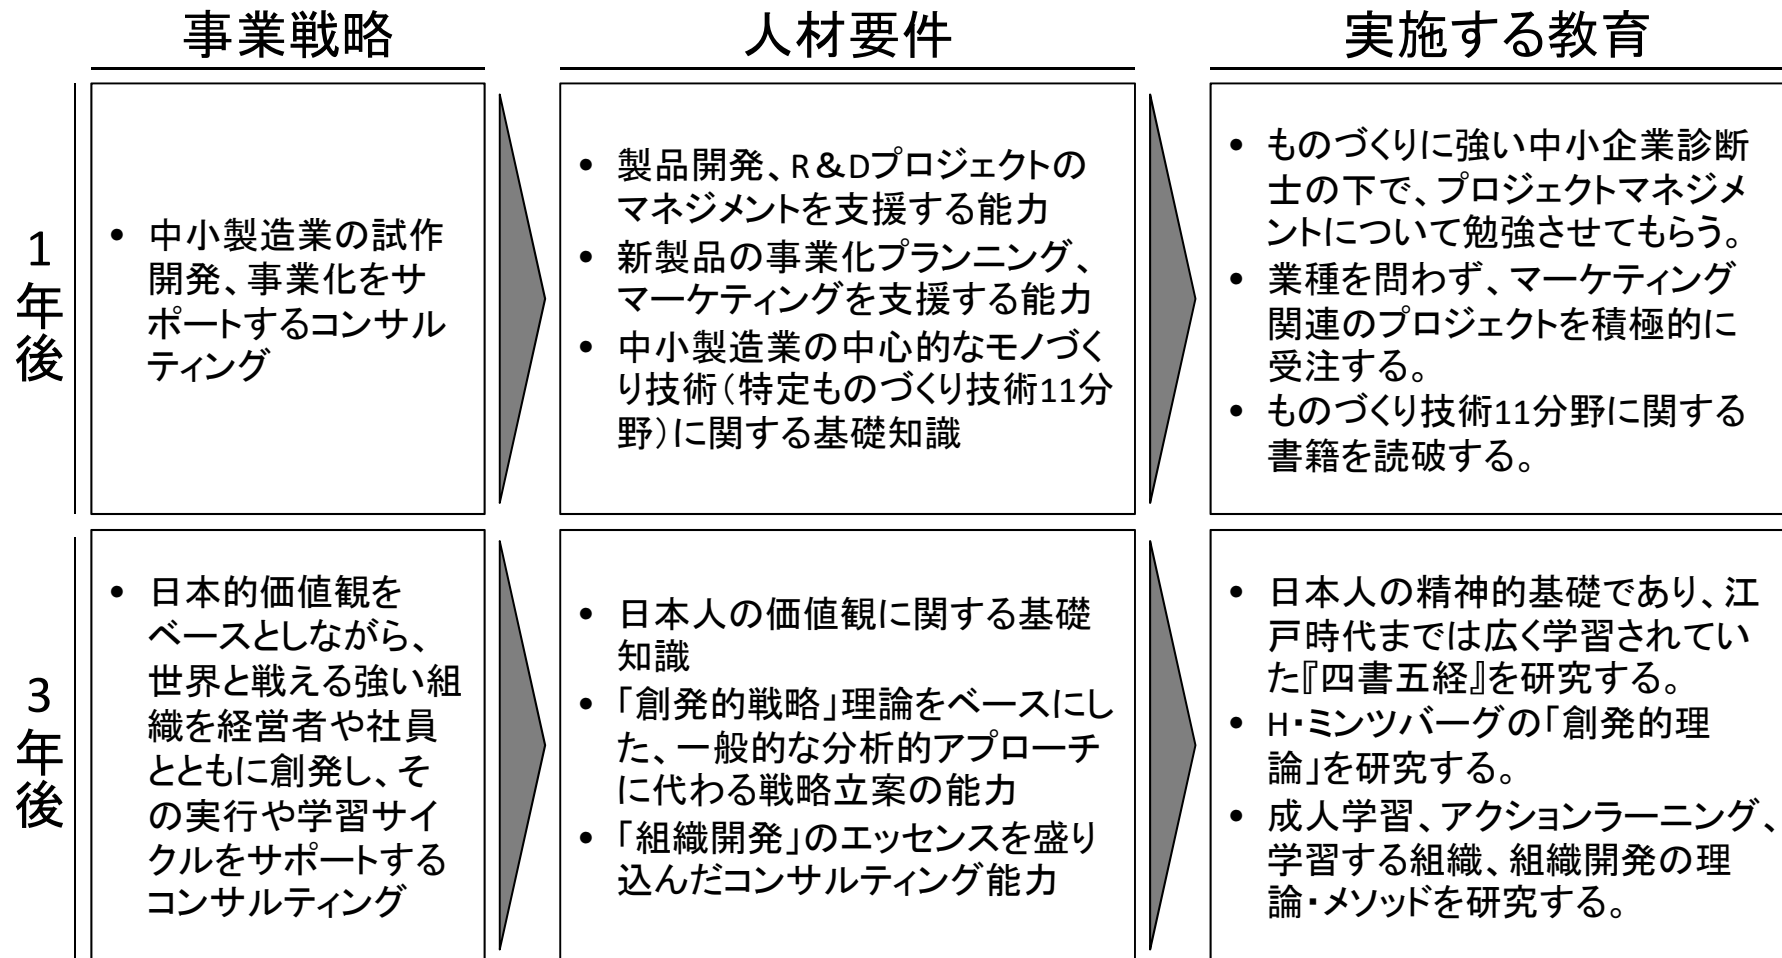 事業戦略
人材要件
実施する教育
1年後
• 中小製造業の試作
開発、事業化をサ
ポートするコンサル
ティング
• 製品開発、R＆Dプロジェクトの
マネジメントを支援する能力
• 新製品の事業化プランニング、
マーケティングを支援する能力
• 中小製造業の中心的なモノづく
り技術（特定ものづくり技術11分
野）に関する基礎知識
• ものづくりに強い中小企業診断
士の下で、プロジェクトマネジメ
ントについて勉強させてもらう。
• 業種を問わず、マーケティング
関連のプロジェクトを積極的に
受注する。
• ものづくり技術11分野に関する
書籍を読破する。
3年後
• 日本的価値観を
ベースとしながら、
世界と戦える強い組
織を経営者や社員
とともに創発し、そ
の実行や学習サイ
クルをサポートする
コンサルティング
• 日本人の価値観に関する基礎
知識
• 「創発的戦略」理論をベースにし
た、一般的な分析的アプローチ
に代わる戦略立案の能力
• 「組織開発」のエッセンスを盛り
込んだコンサルティング能力
• 日本人の精神的基礎であり、江
戸時代までは広く学習されてい
た『四書五経』を研究する。
• H・ミンツバーグの「創発的理
論」を研究する。
• 成人学習、アクションラーニング、
学習する組織、組織開発の理
論・メソッドを研究する。